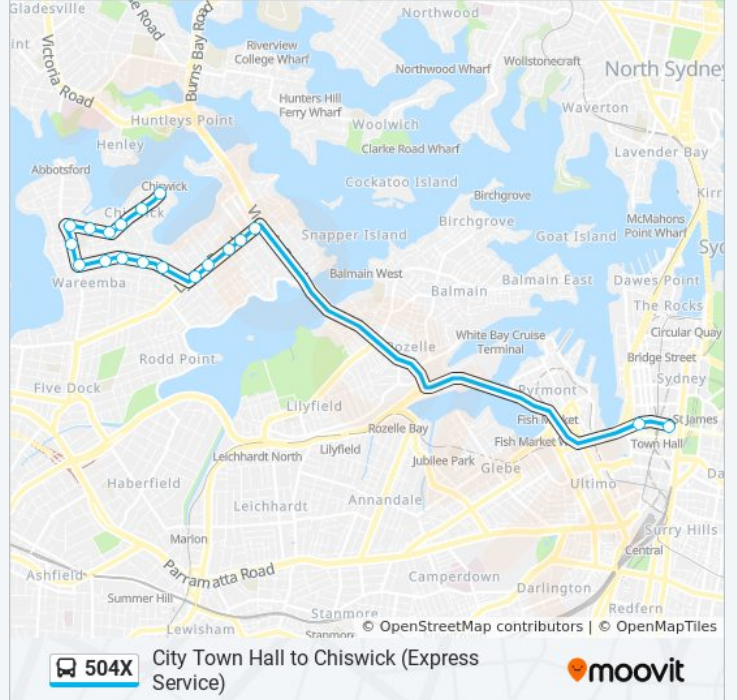 Gladesville
Road
Burns Bay Road
Northwood
Victoria Road
Riverview
College Wharf
Northwood Wharf
Wollstonecraft
North Sydney
Hunters Hill
Ferry Wharf
Waverton
Huntleys Point
Woolwich
Henley
Clarke Road Wharf
Lavender Bay
Abbotsford
Chiswick
Cockatoo Island
Birchgrove
Kirr
Chiswick
McMahons
Point Wharf
Snapper Island
Birchgrove
Goat Island
Syd
Wareemba
Balmain West
Balmain
Balmain East
Dawes Point
The Rocks
Rodd Point
Rozelle
White Bay Cruise
Terminal
Circular Quay
Bridge Street
Five Dock
Pyrmont
Sydney
Lilyfield
Fish Market
St James
Rozelle Bay
Fish Market W
Town Hall
Leichhardt North
Lilyfield
Jubilee Park
Glebe
Da
Haberfield
Ultimo
Leichhardt
Annandale
Surry Hills
Marion
Central
Parramatta Road
Ashfield
Camperdown
Darlington
Summer Hill
Stanmore
Redfern
Lewisham
Stanmore
© OpenStreetMap contributors | © OpenMapTiles
504X
City Town Hall to Chiswick (Express
Service)
moovit